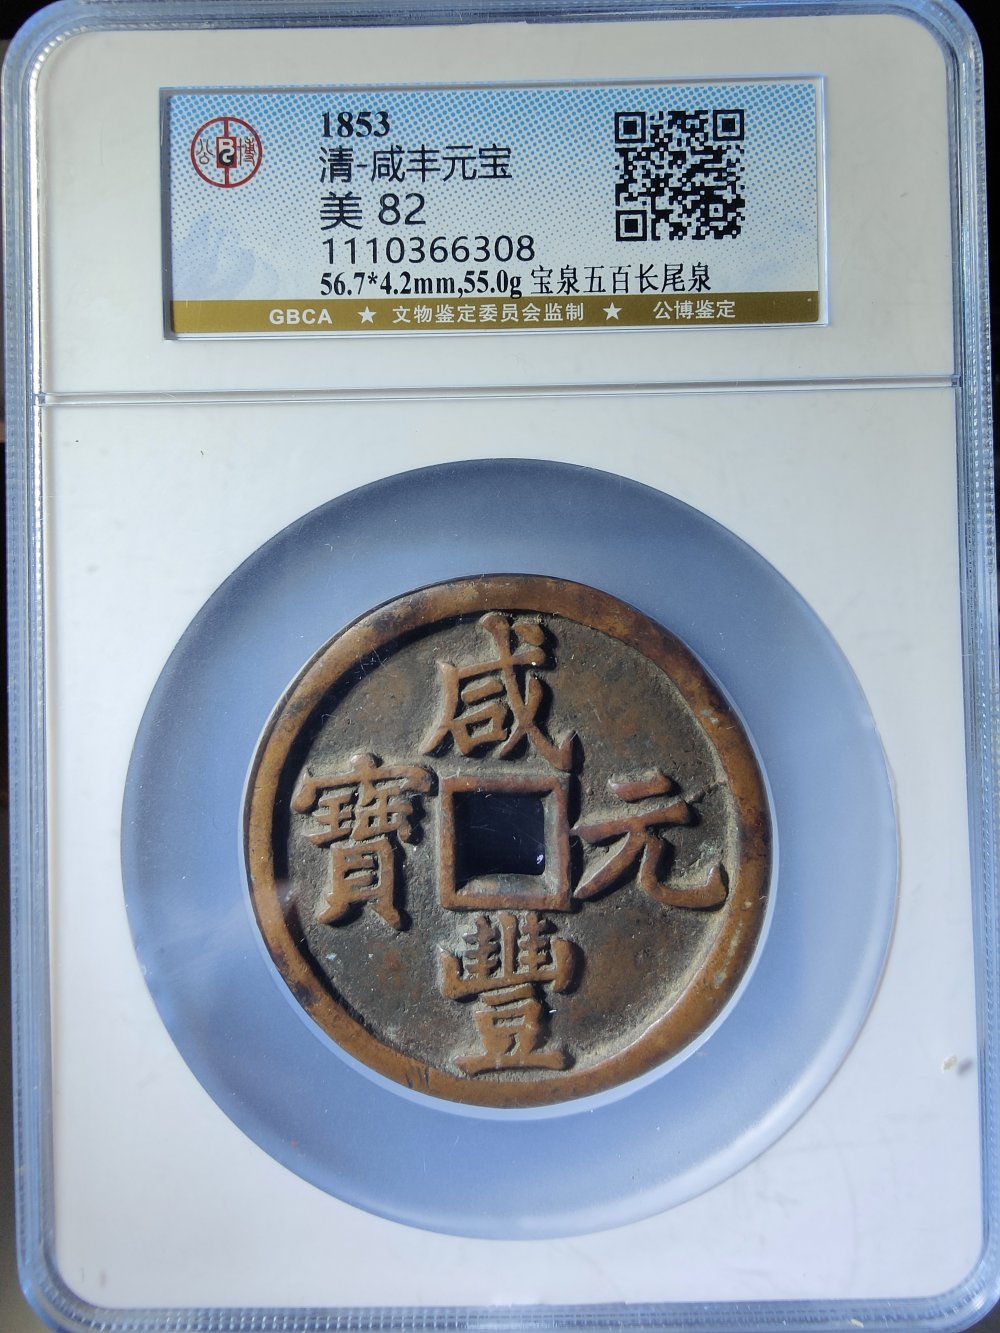 公博
1853
清-咸丰元宝
美 82
1110366308
56.7*4.2mm,55.0g 宝泉五百长尾泉
GBCA ★ 文物鉴定委员会监制 ★ 公博鉴定
咸
寶 元
豐